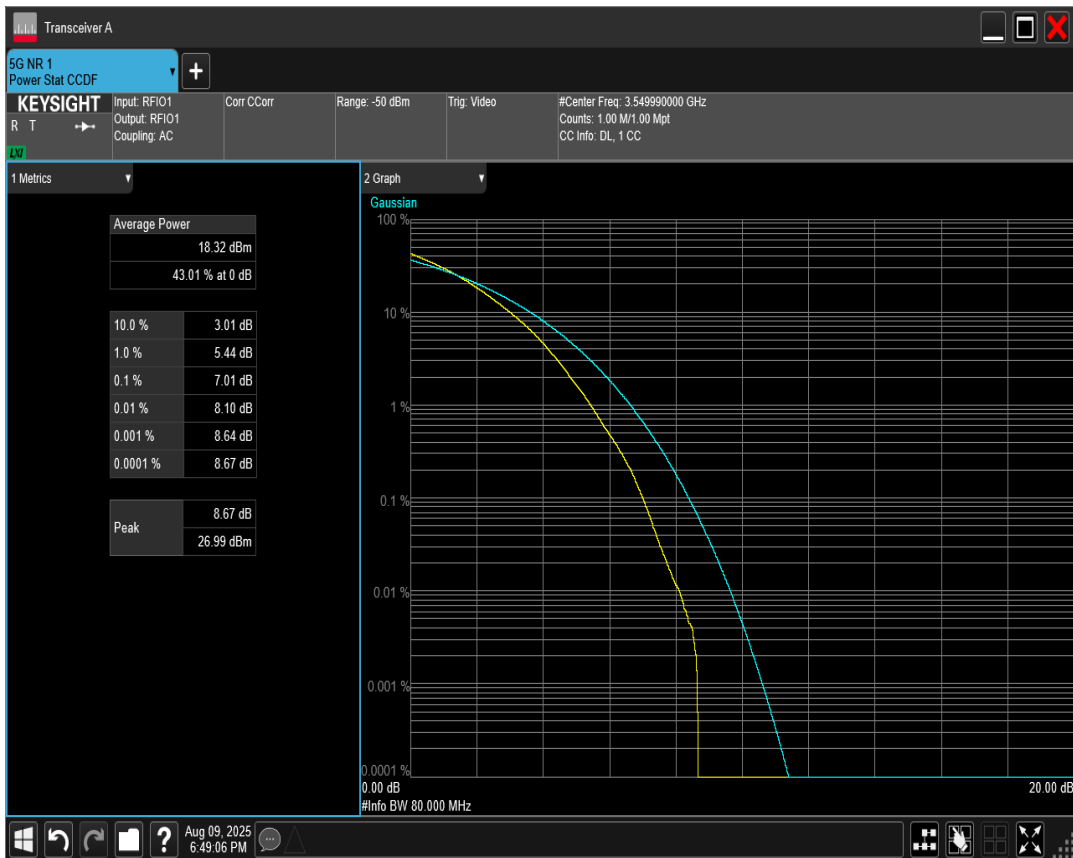 Transceiver A
5G NR 1
Power Stat CCDF
+
KEYSIGHT
R T
LXI
Input: RFIO1
Output: RFIO1
Coupling: AC
Corr CCorr
Range: -50 dBm
Trig: Video
#Center Freq: 3.549990000 GHz
Counts: 1.00 M/1.00 Mpt
CC Info: DL, 1 CC
1 Metrics
Average Power
18.32 dBm
43.01 % at 0 dB
10.0 % 3.01 dB
1.0 % 5.44 dB
0.1 % 7.01 dB
0.01 % 8.10 dB
0.001 % 8.64 dB
0.0001 % 8.67 dB
Peak 8.67 dB
26.99 dBm
2 Graph
Gaussian
100 %
10 %
1 %
0.1 %
0.01 %
0.001 %
0.0001 %
0.00 dB 20.00 dB
#Info BW 80.000 MHz
?
Aug 09, 2025
6:49:06 PM